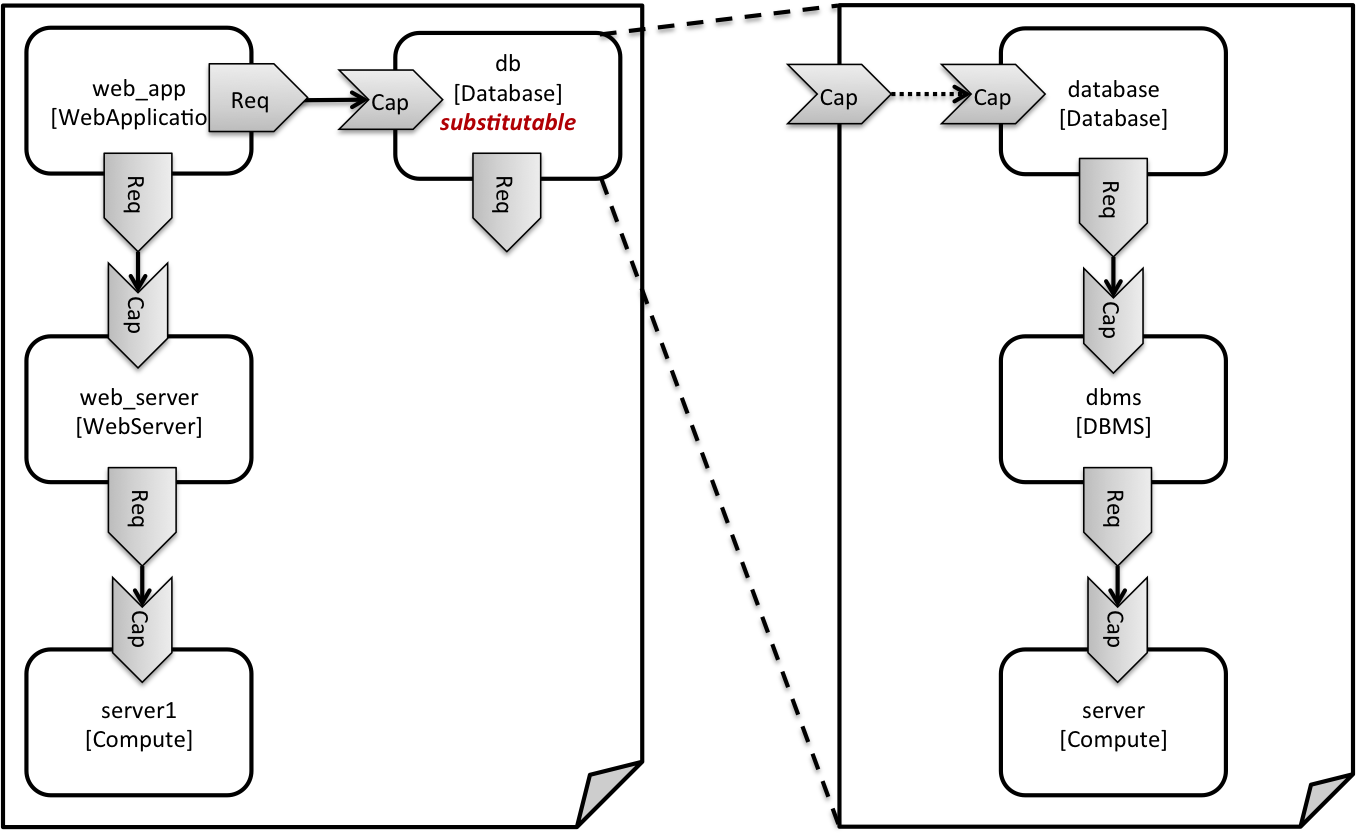 web_app
[WebApplicatio
Req
Cap
db
[Database]
substitutable
Req
Req
Cap
web_server
[WebServer]
Req
Cap
server1
[Compute]
Cap
Cap
database
[Database]
Req
Cap
dbms
[DBMS]
Req
Cap
server
[Compute]